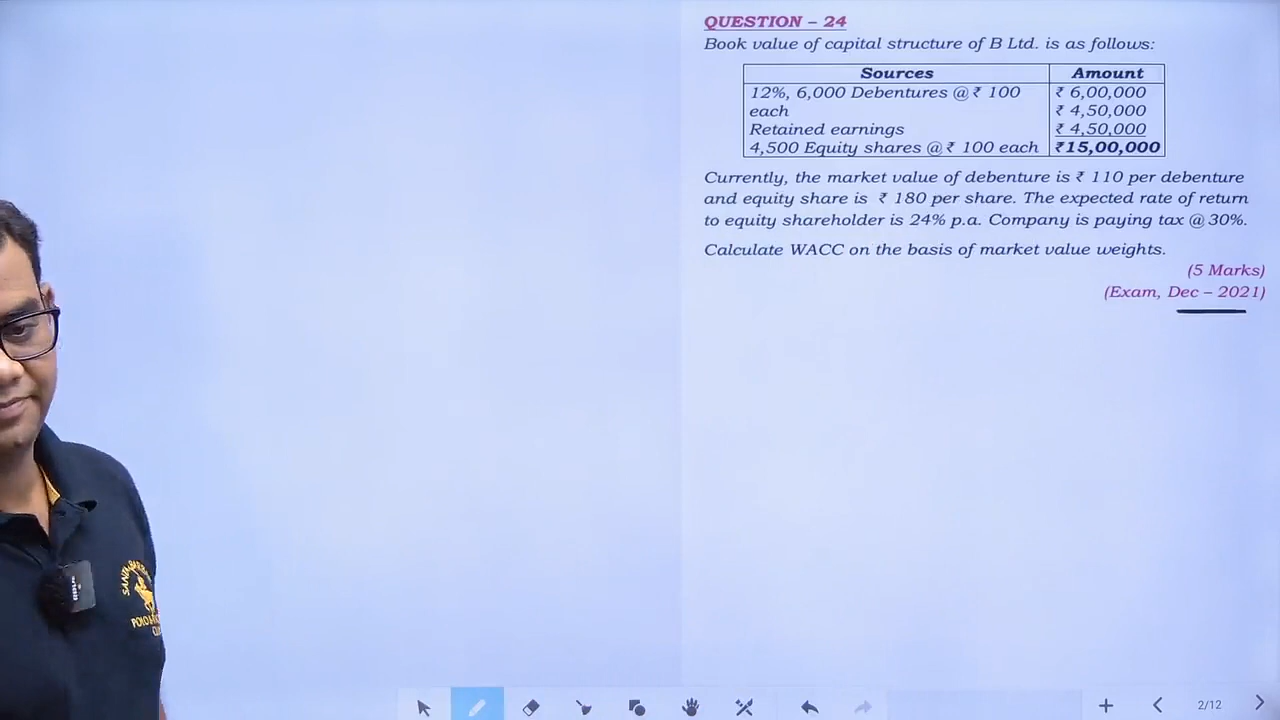 QUESTION – 24
Book value of capital structure of B Ltd. is as follows:
Sources Amount
12%, 6,000 Debentures @ ₹ 100 ₹ 6,00,000
each ₹ 4,50,000
Retained earnings ₹ 4,50,000
4,500 Equity shares @ ₹ 100 each ₹15,00,000
Currently, the market value of debenture is ₹ 110 per debenture
and equity share is ₹ 180 per share. The expected rate of return
to equity shareholder is 24% p.a. Company is paying tax @ 30%.
Calculate WACC on the basis of market value weights.
(5 Marks)
(Exam, Dec – 2021)
2/12